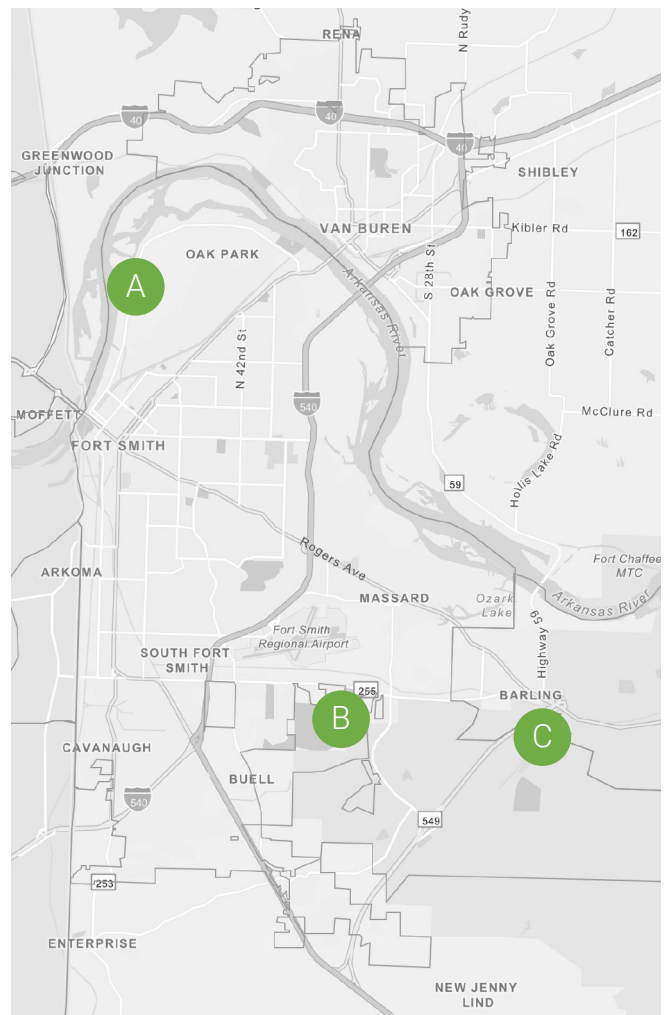 RENA
N Rudy
40
40
40
GREENWOOD
JUNCTION
SHIBLEY
VAN BUREN
Kibler Rd
162
OAK PARK
S 28th St
Arkansas River
A
OAK GROVE
Oak Grove Rd
Catcher Rd
N 42nd St
540
MOFFETT
McClure Rd
FORT SMITH
Hollis Lake Rd
59
Rogers Ave
Fort Chaffee
MTC
ARKOMA
MASSARD
Ozark
Lake
Arkansas River
Fort Smith
Regional Airport
Highway 59
SOUTH FORT
SMITH
255
BARLING
B
C
CAVANAUGH
BUELL
540
549
253
ENTERPRISE
NEW JENNY
LIND